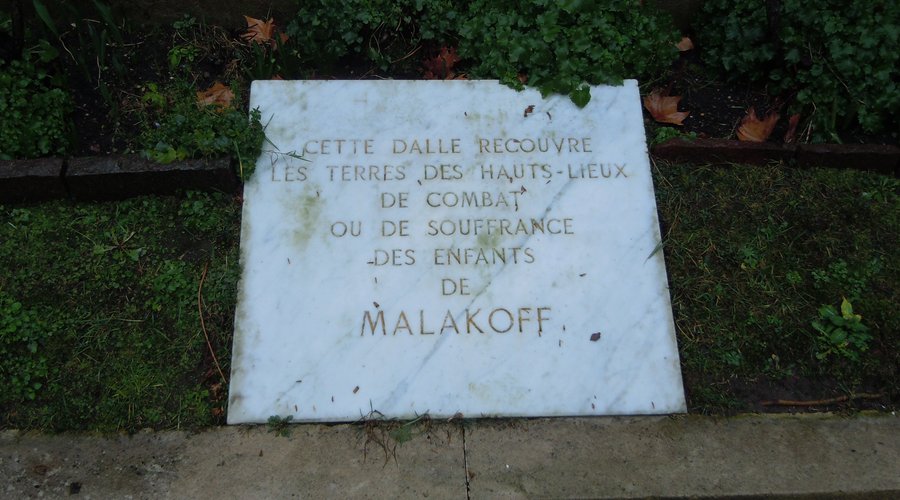 CETTE DALLE RECOUVRE
LES TERRES DES HAUTS-LIEUX
DE COMBAT
OU DE SOUFFRANCE
DES ENFANTS
DE
MALAKOFF